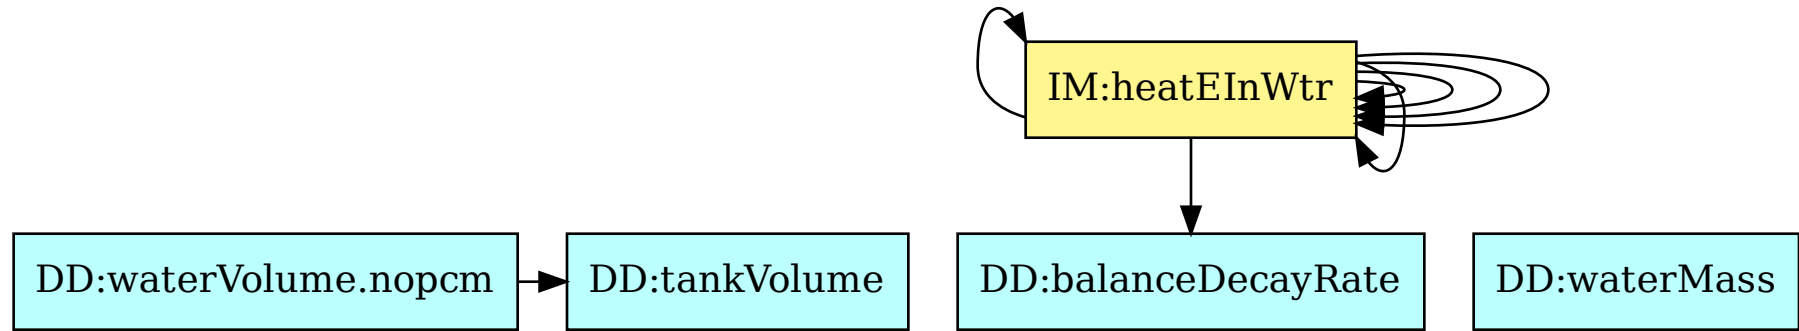 IM:heatEInWtr
DD:waterVolume.nopcm
DD:tankVolume
DD:balanceDecayRate
DD:waterMass